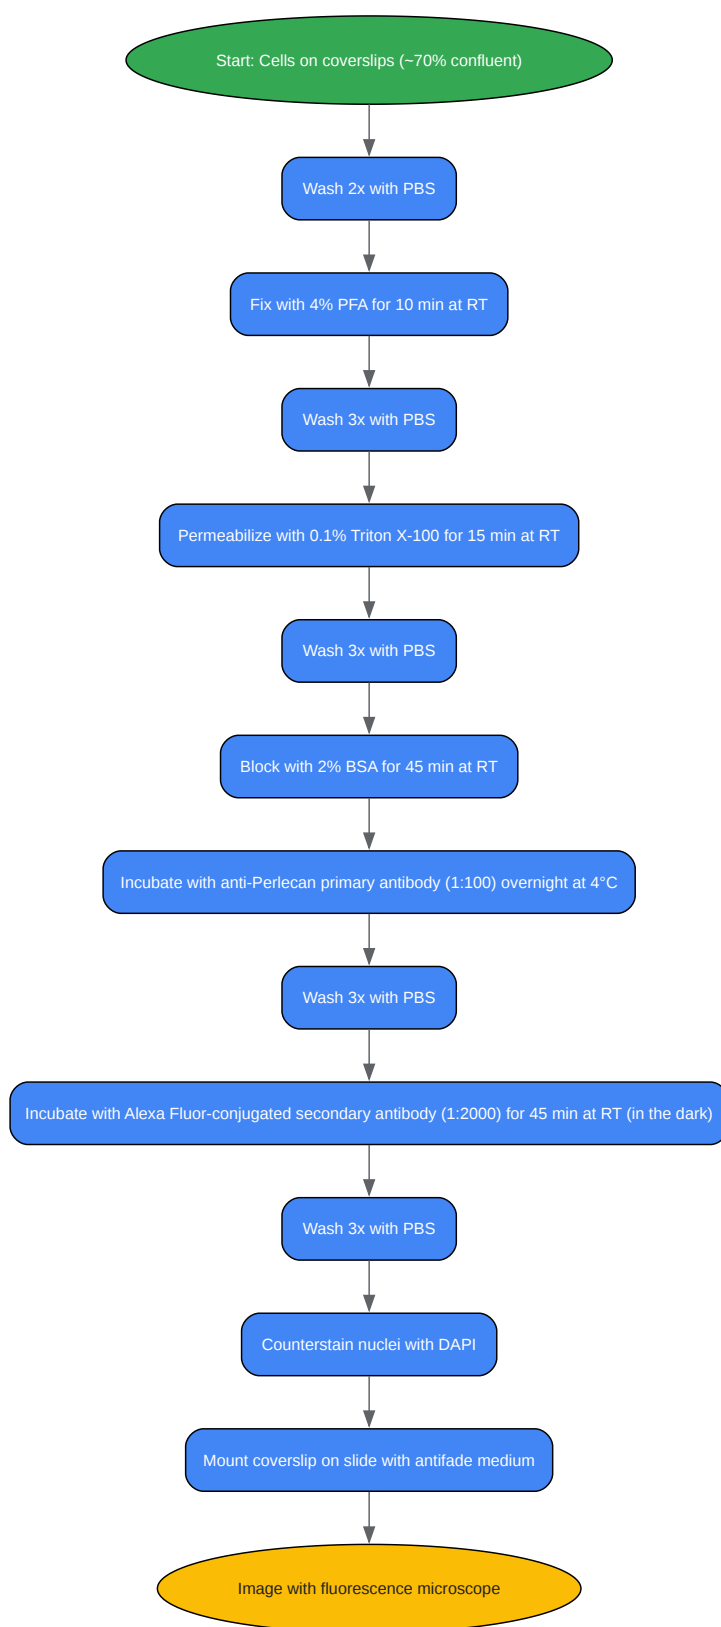 Start: Cells on coverslips (~70% confluent)
Wash 2x with PBS
Fix with 4% PFA for 10 min at RT
Wash 3x with PBS
Permeabilize with 0.1% Triton X-100 for 15 min at RT
Wash 3x with PBS
Block with 2% BSA for 45 min at RT
Incubate with anti-Perlecan primary antibody (1:100) overnight at 4°C
Wash 3x with PBS
Incubate with Alexa Fluor-conjugated secondary antibody (1:2000) for 45 min at RT (in the dark)
Wash 3x with PBS
Counterstain nuclei with DAPI
Mount coverslip on slide with antifade medium
Image with fluorescence microscope